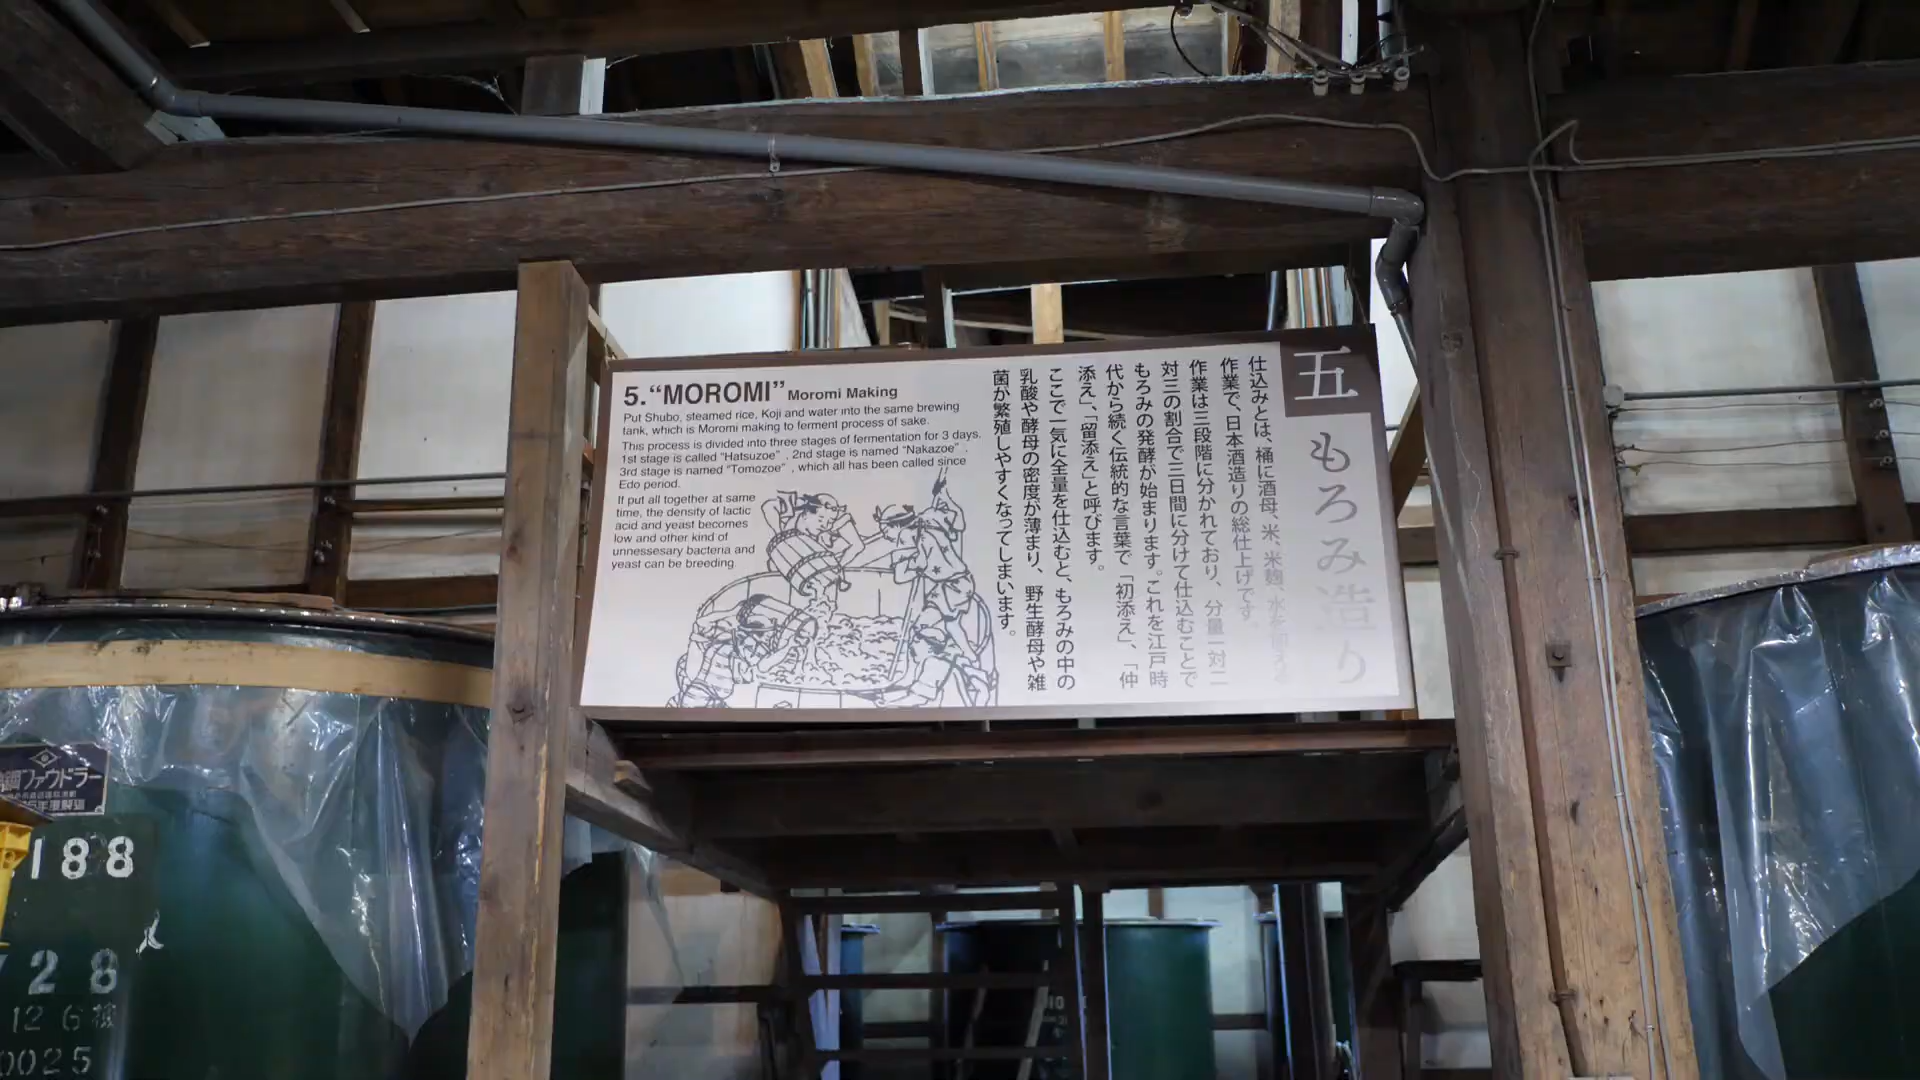 5. “MOROMI” Moromi Making
Put Shubo, steamed rice, Koji and water into the same brewing
tank, which is Moromi making to ferment process of sake.
This process is divided into three stages of fermentation for 3 days.
1st stage is called “Hatsuzoe” , 2nd stage is named “Nakazoe” ,
3rd stage is named “Tomozoe” , which all has been called since
Edo period.
It put all together at same
time, the density of lactic
acid and yeast becomes
low and other kind of
unnessesary bacteria and
yeast can be breeding.
五
もろみ造り
仕込みとは、桶に酒母、米、米麹、水を
作業で、日本酒造りの総仕上げです。
作業は三段階に分かれており、分量一対二
対三の割合で三日間に分けて仕込むことで
もろみの発酵が始まります。これを江戸時
代から続く伝統的な言葉で「初添え」、「仲
添え」、「留添え」と呼びます。
ここで一気に全量を仕込むと、もろみの中の
乳酸や酵母の密度が薄まり、野生酵母や雑
菌が繁殖しやすくなってしまいます。
ファウドラー
188
728
126検
0025